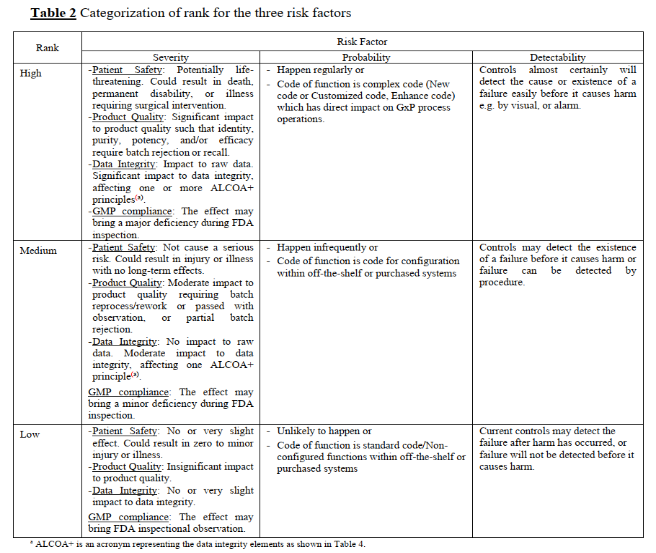 Table 2 Categorization of rank for the three risk factors
Rank
Risk Factor
Severity
Probability
Detectability
High
-Patient Safety: Potentially life-
threatening. Could result in death,
permanent disability, or illness
requiring surgical intervention.
-Product Quality: Significant impact
to product quality such that identity,
purity, potency, and/or efficacy
require batch rejection or recall.
-Data Integrity: Impact to raw data.
Significant impact to data integrity,
affecting one or more ALCOA+
principles(a).
-GMP compliance: The effect may
bring a major deficiency during FDA
inspection.
- Happen regularly or
- Code of function is complex code (New
code or Customized code, Enhance code)
which has direct impact on GxP process
operations.
Controls almost certainly will
detect the cause or existence of a
failure easily before it causes harm
e.g. by visual, or alarm.
Medium
-Patient Safety: Not cause a serious
risk. Could result in injury or illness
with no long-term effects.
-Product Quality: Moderate impact to
product quality requiring batch
reprocess/rework or passed with
observation, or partial batch
rejection.
-Data Integrity: No impact to raw
data. Moderate impact to data
integrity, affecting one ALCOA+
principle(a).
GMP compliance: The effect may
bring a minor deficiency during FDA
inspection.
- Happen infrequently or
- Code of function is code for configuration
within off-the-shelf or purchased systems
Controls may detect the existence
of a failure before it causes harm or
failure can be detected by
procedure.
Low
-Patient Safety: No or very slight
effect. Could result in zero to minor
injury or illness.
-Product Quality: Insignificant impact
to product quality.
-Data Integrity: No or very slight
impact to data integrity.
GMP compliance: The effect may
bring FDA inspectional observation.
- Unlikely to happen or
- Code of function is standard code/Non-
configured functions within off-the-shelf or
purchased systems
Current controls may detect the
failure after harm has occurred, or
failure will not be detected before it
causes harm.
a ALCOA+ is an acronym representing the data integrity elements as shown in Table 4.